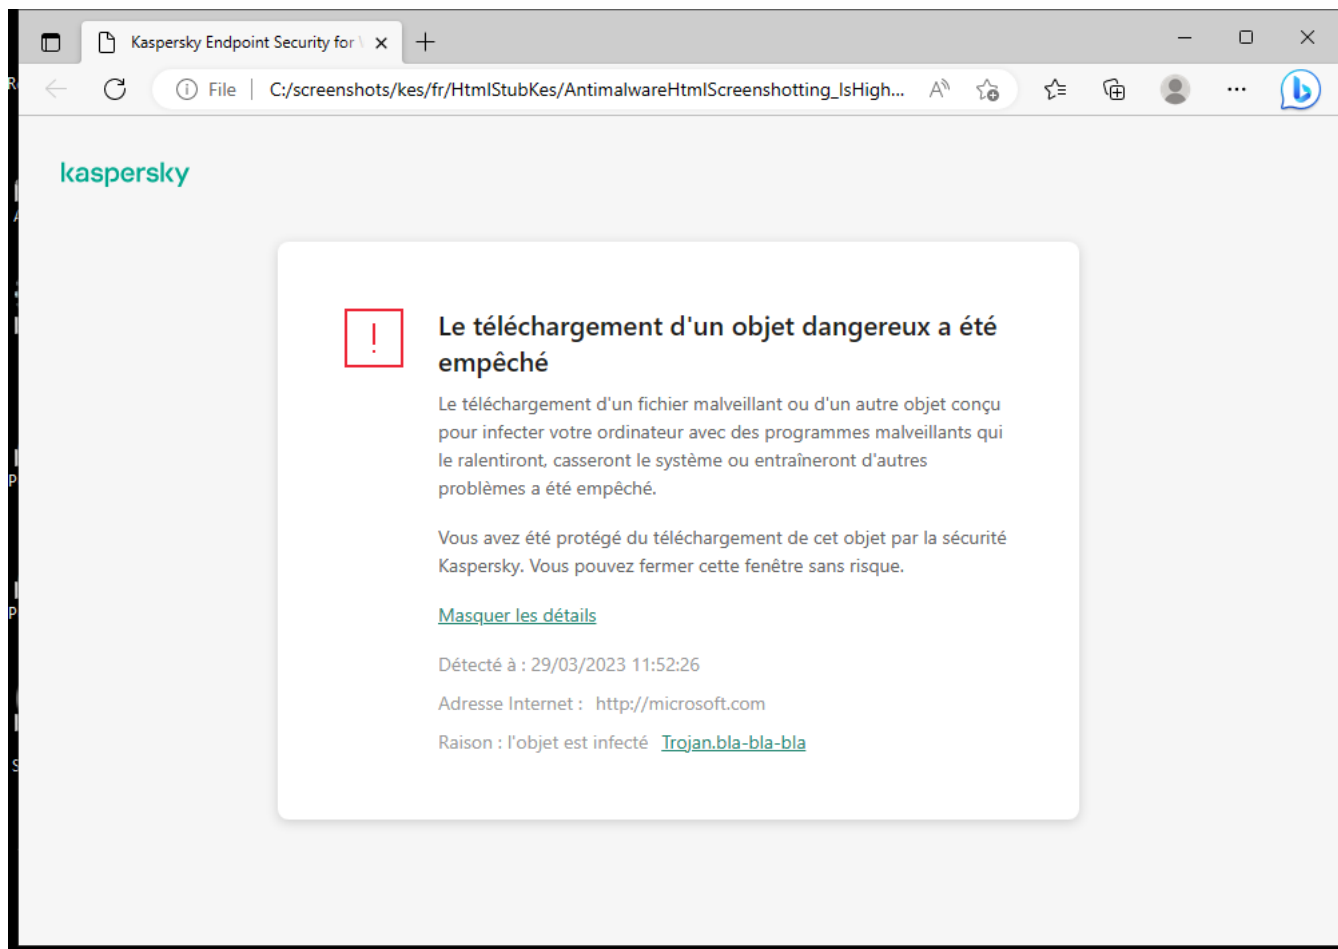 Kaspersky Endpoint Security for
File
C:/screenshots/kes/fr/HtmlStubKes/AntimalwareHtmlScreenshotting_IsHigh...
kaspersky
Le téléchargement d'un objet dangereux a été
empêché
Le téléchargement d'un fichier malveillant ou d'un autre objet conçu
pour infecter votre ordinateur avec des programmes malveillants qui
le ralentiront, casseront le système ou entraîneront d'autres
problèmes a été empêché.
Vous avez été protégé du téléchargement de cet objet par la sécurité
Kaspersky. Vous pouvez fermer cette fenêtre sans risque.
Masquer les détails
Détecté à : 29/03/2023 11:52:26
Adresse Internet : http://microsoft.com
Raison : l'objet est infecté Trojan.bla-bla-bla